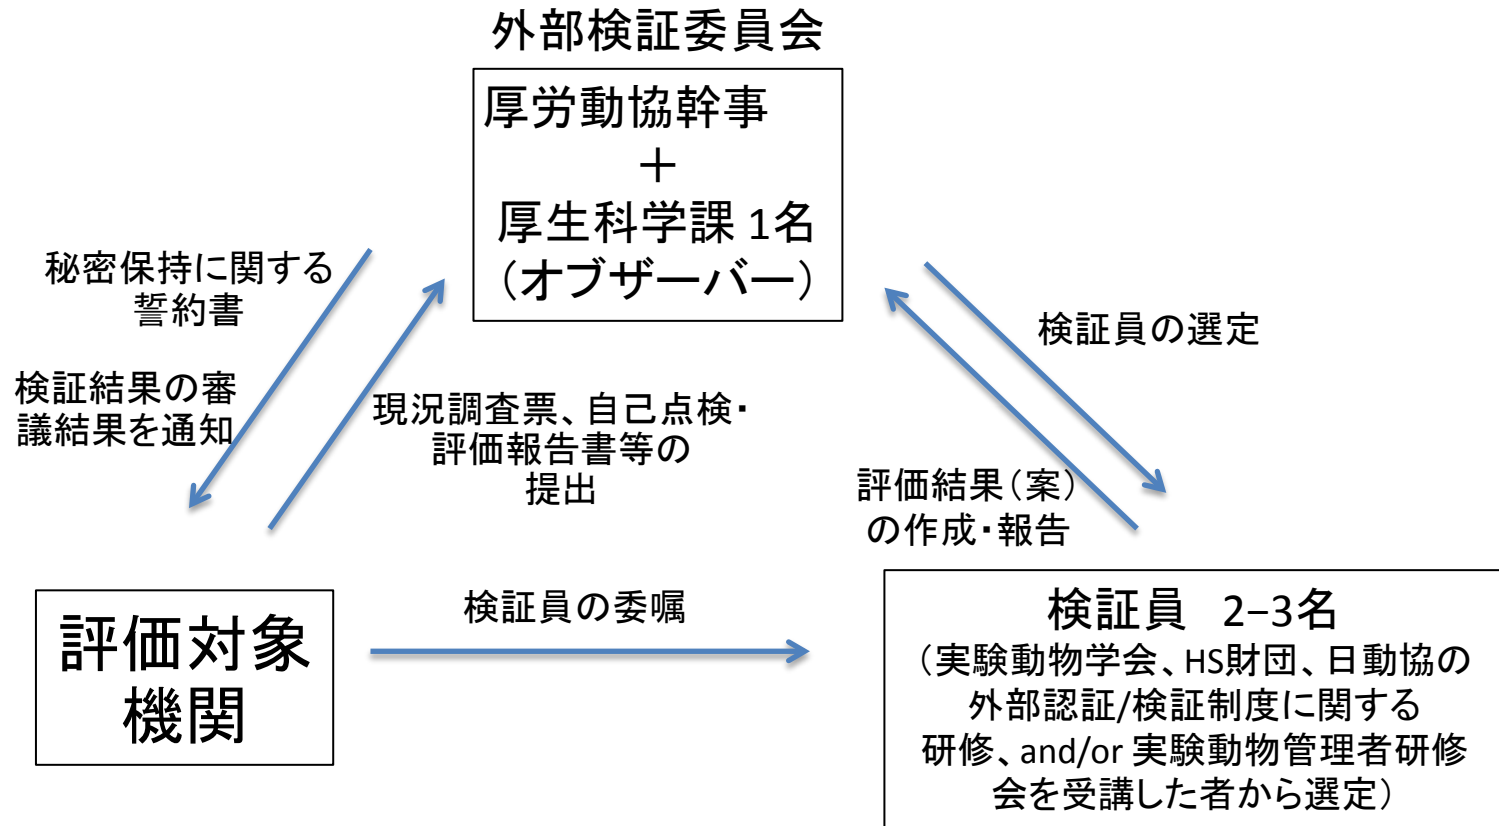 外部検証委員会
厚労動協幹事
＋
厚生科学課 1名
（オブザーバー）
秘密保持に関する
誓約書
検証員の選定
検証結果の審
議結果を通知
現況調査票、自己点検・
評価報告書等の
提出
評価結果（案）
の作成・報告
検証員の委嘱
評価対象
機関
検証員 2−3名
（実験動物学会、HS財団、日動協の
外部認証/検証制度に関する
研修、and/or 実験動物管理者研修
会を受講した者から選定）